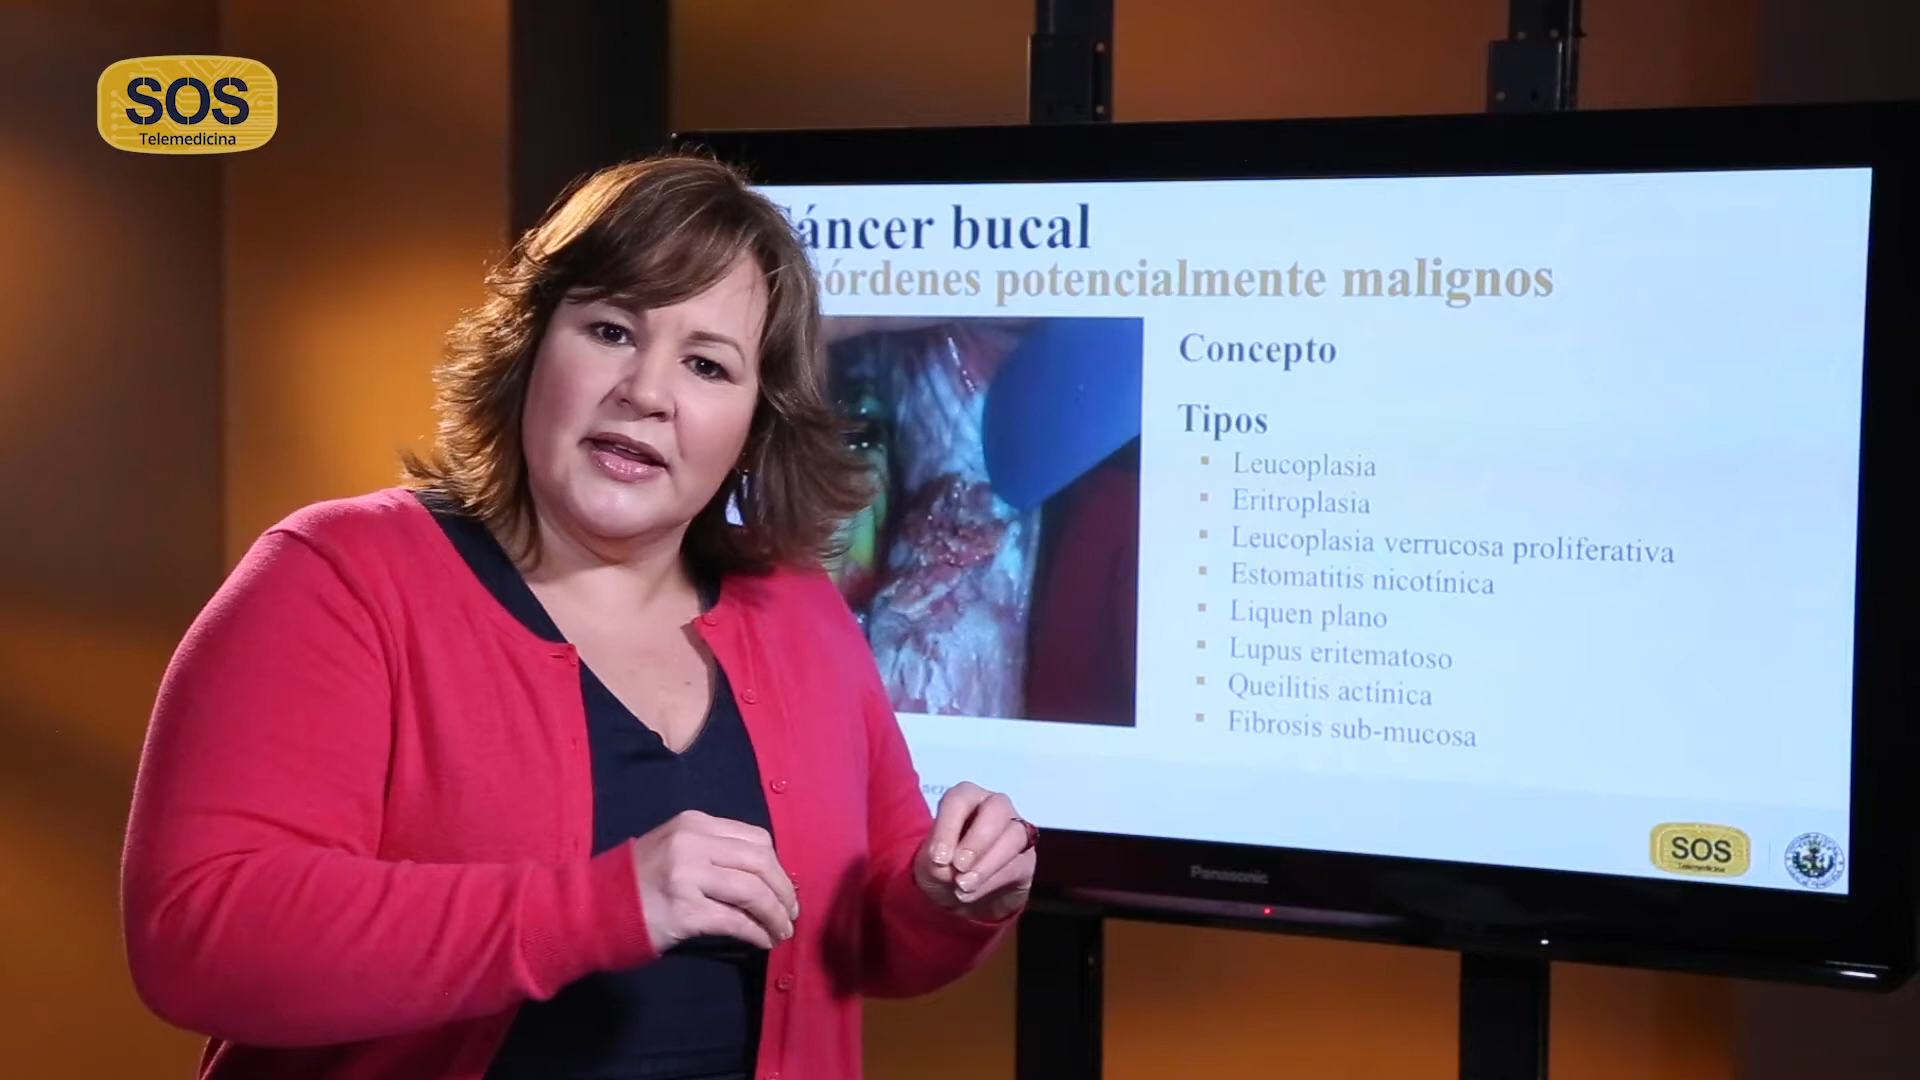 SOS
Telemedicina
áncer bucal
órdenes potencialmente malignos
Concepto
Tipos
▪ Leucoplasia
▪ Eritroplasia
▪ Leucoplasia verrucosa proliferativa
▪ Estomatitis nicotínica
▪ Liquen plano
▪ Lupus eritematoso
▪ Queilitis actínica
▪ Fibrosis sub-mucosa
SOS
Telemedicina
Panasonic